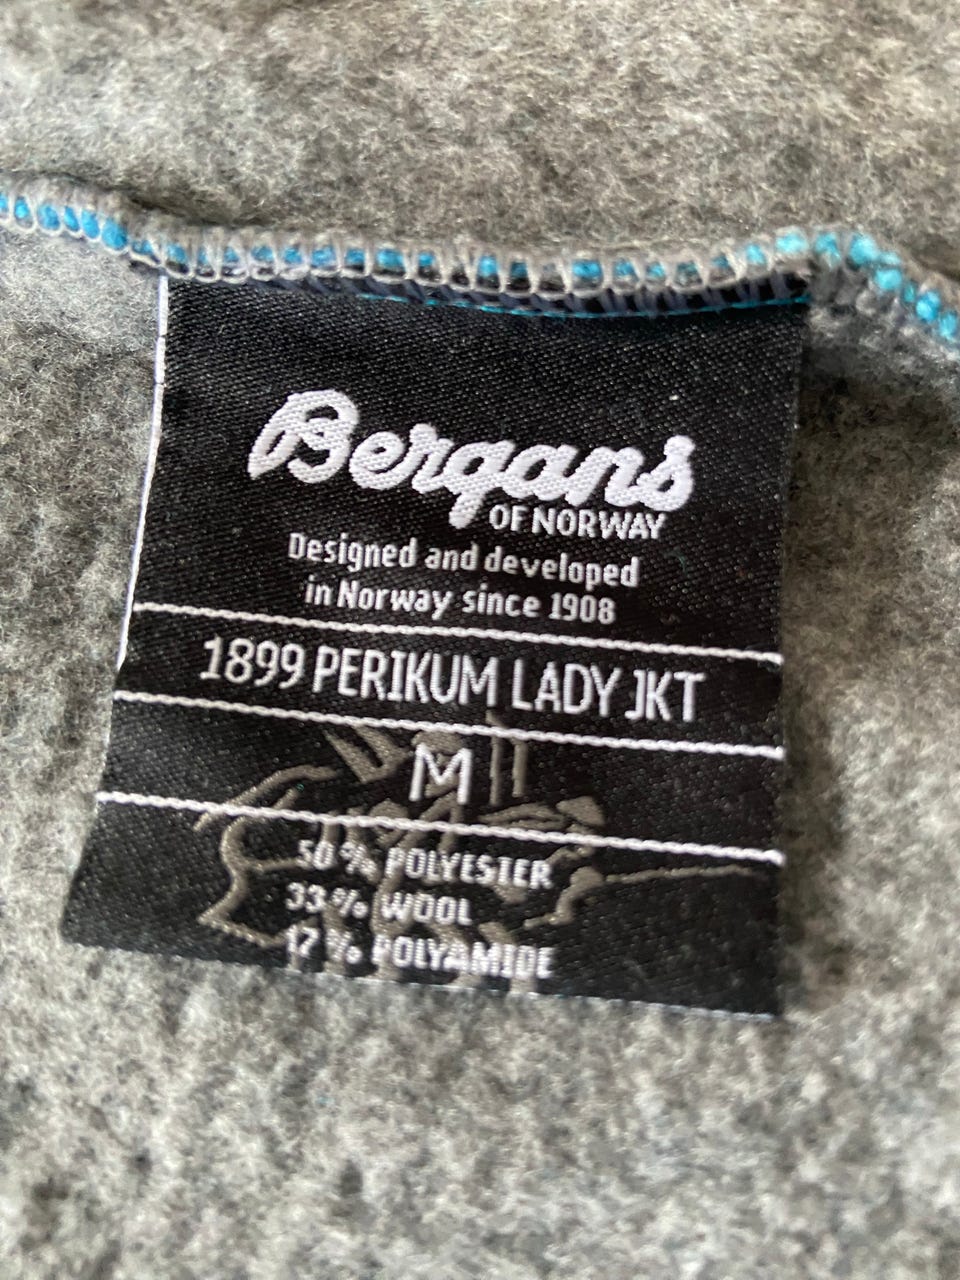 Bergans
OF NORWAY
Designed and developed
in Norway since 1908
1899 PERIKUM LADY JKT
M
50 % POLYESTER
33 % WOOL
17 % POLYAMIDE